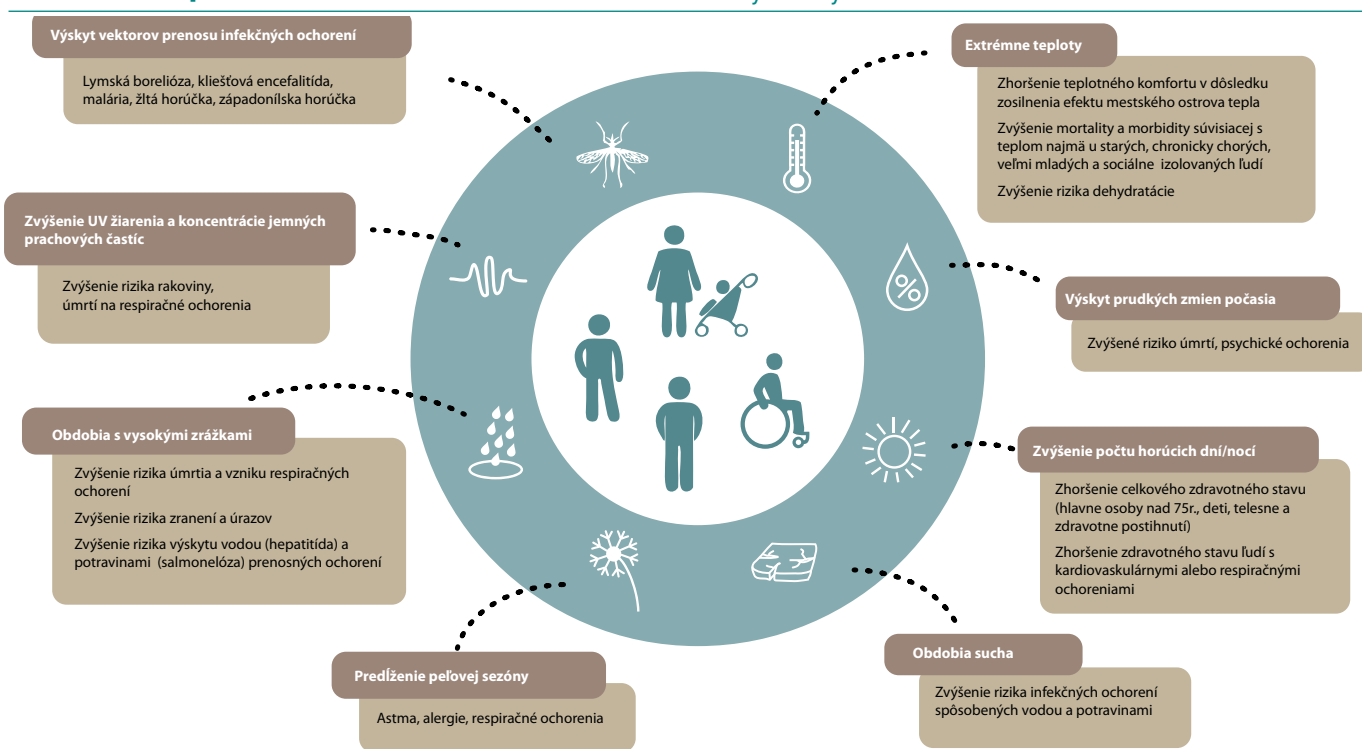 Výskyt vektorov prenosu infekčných ochorení
Lymská borelióza, kliešťová encefalitída,
malária, žltá horúčka, západonílska horúčka
Extrémne teploty
Zhoršenie teplotného komfortu v dôsledku
zosilnenia efektu mestského ostrova tepla
Zvýšenie mortality a morbidity súvisiacej s
teplom najmä u starých, chronicky chorých,
veľmi mladých a sociálne izolovaných ľudí
Zvýšenie rizika dehydratácie
Zvýšenie UV žiarenia a koncentrácie jemných
prachových častíc
Zvýšenie rizika rakoviny,
úmrtí na respiračné ochorenia
%
Výskyt prudkých zmien počasia
Zvýšené riziko úmrtí, psychické ochorenia
Obdobia s vysokými zrážkami
Zvýšenie rizika úmrtia a vzniku respiračných
ochorení
Zvýšenie rizika zranení a úrazov
Zvýšenie rizika výskytu vodou (hepatitída) a
potravinami (salmonelóza) prenosných ochorení
Zvýšenie počtu horúcich dní/nocí
Zhoršenie celkového zdravotného stavu
(hlavne osoby nad 75r., deti, telesne a
zdravotne postihnutí)
Zhoršenie zdravotného stavu ľudí s
kardiovaskulárnymi alebo respiračnými
ochoreniami
Predĺženie peľovej sezóny
Astma, alergie, respiračné ochorenia
Obdobia sucha
Zvýšenie rizika infekčných ochorení
spôsobených vodou a potravinami